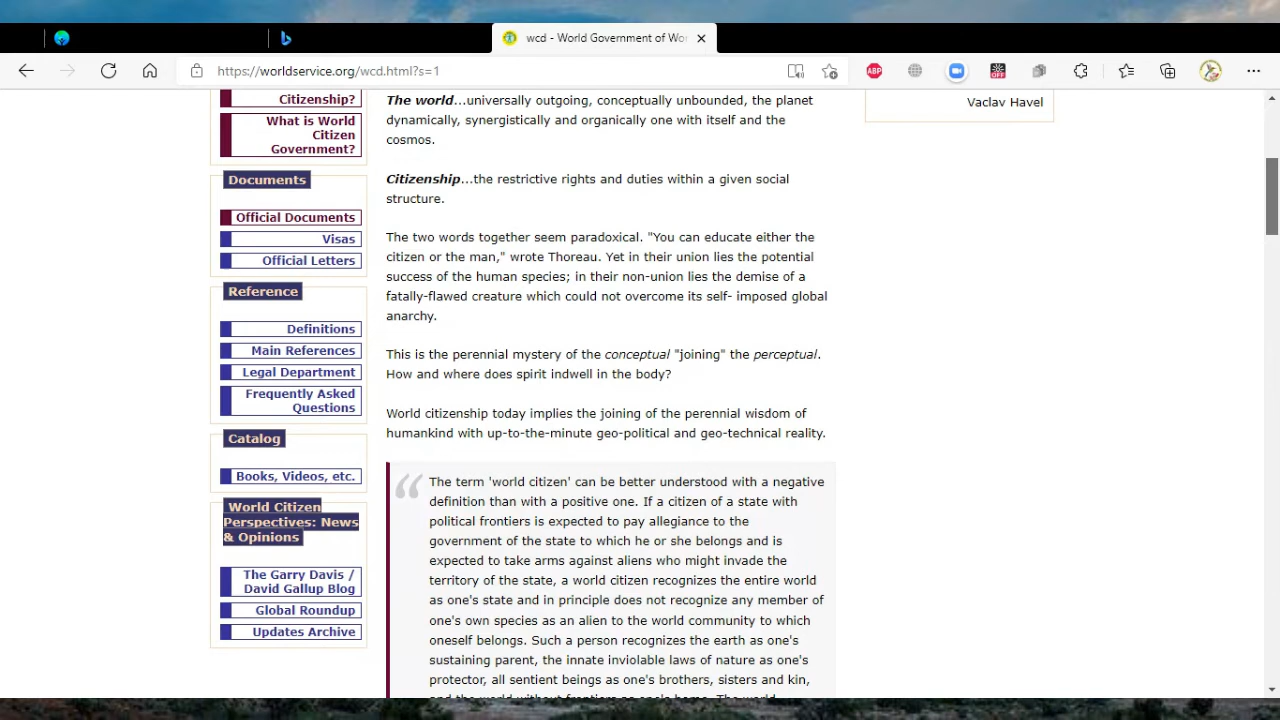 wcd - World Government of Wor
https://worldservice.org/wcd.html?s=1
ABP
OFF
Citizenship?
What is World
Citizen
Government?
Documents
Official Documents
Visas
Official Letters
Reference
Definitions
Main References
Legal Department
Frequently Asked
Questions
Catalog
Books, Videos, etc.
World Citizen
Perspectives: News
& Opinions
The Garry Davis /
David Gallup Blog
Global Roundup
Updates Archive
The world...universally outgoing, conceptually unbounded, the planet
dynamically, synergistically and organically one with itself and the
cosmos.
Citizenship...the restrictive rights and duties within a given social
structure.
The two words together seem paradoxical. "You can educate either the
citizen or the man," wrote Thoreau. Yet in their union lies the potential
success of the human species; in their non-union lies the demise of a
fatally-flawed creature which could not overcome its self- imposed global
anarchy.
This is the perennial mystery of the conceptual "joining" the perceptual.
How and where does spirit indwell in the body?
World citizenship today implies the joining of the perennial wisdom of
humankind with up-to-the-minute geo-political and geo-technical reality.
“
The term 'world citizen' can be better understood with a negative
definition than with a positive one. If a citizen of a state with
political frontiers is expected to pay allegiance to the
government of the state to which he or she belongs and is
expected to take arms against aliens who might invade the
territory of the state, a world citizen recognizes the entire world
as one's state and in principle does not recognize any member of
one's own species as an alien to the world community to which
oneself belongs. Such a person recognizes the earth as one's
sustaining parent, the innate inviolable laws of nature as one's
protector, all sentient beings as one's brothers, sisters and kin,
and the world without frontiers as one's home. The world
Vaclav Havel